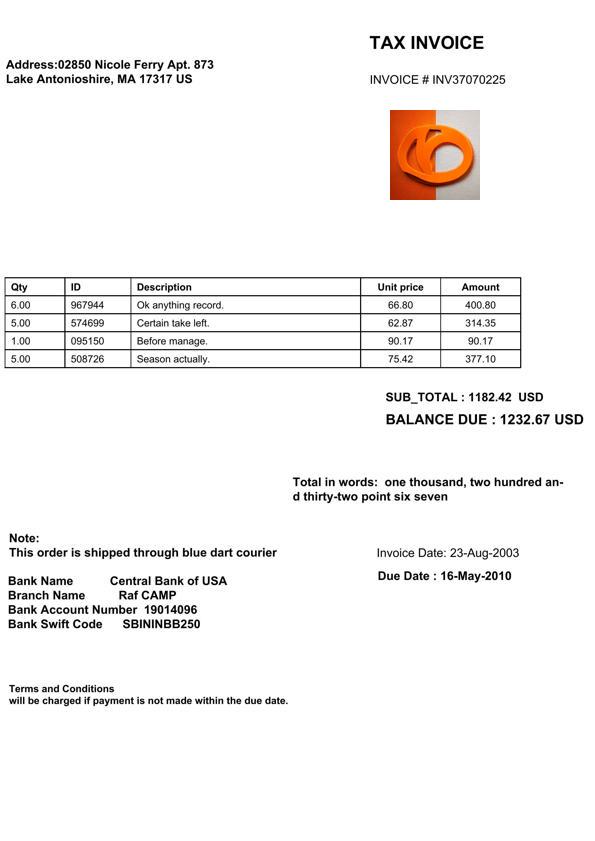 TAX INVOICE
Address:02850 Nicole Ferry Apt. 873
Lake Antonioshire, MA 17317 US
INVOICE # INV37070225
Qty ID Description Unit price Amount
6.00 967944 Ok anything record. 66.80 400.80
5.00 574699 Certain take left. 62.87 314.35
1.00 095150 Before manage. 90.17 90.17
5.00 508726 Season actually. 75.42 377.10
SUB_TOTAL : 1182.42 USD
BALANCE DUE : 1232.67 USD
Total in words: one thousand, two hundred an-
d thirty-two point six seven
Note:
This order is shipped through blue dart courier
Invoice Date: 23-Aug-2003
Due Date : 16-May-2010
Bank Name Central Bank of USA
Branch Name Raf CAMP
Bank Account Number 19014096
Bank Swift Code SBININBB250
Terms and Conditions
will be charged if payment is not made within the due date.